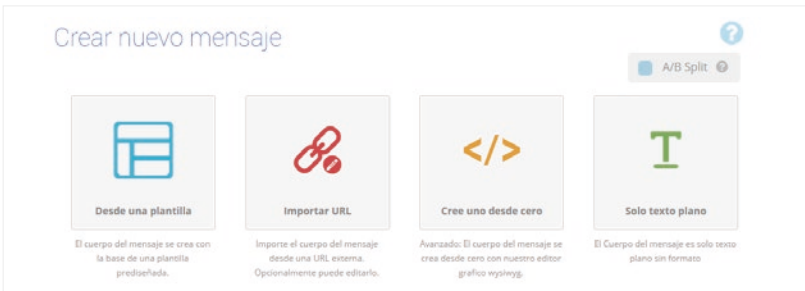 Crear nuevo mensaje
?
A/B Split ?
</>
T
Desde una plantilla
Importar URL
Cree uno desde cero
Solo texto plano
El cuerpo del mensaje se crea con
la base de una plantilla
prediseñada.
Importe el cuerpo del mensaje
desde una URL externa.
Opcionalmente puede editarlo.
Avanzado: El cuerpo del mensaje se
crea desde cero con nuestro editor
grafico wysiwyg.
El Cuerpo del mensaje es solo texto
plano sin formato